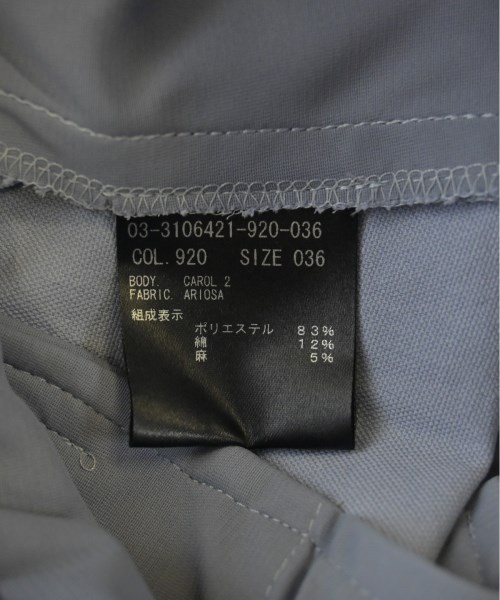 03-3106421-920-036
COL.920 SIZE 036
BODY. CAROL 2
FABRIC. ARIOSA
組成表示
ポリエステル 83%
綿 12%
麻 5%